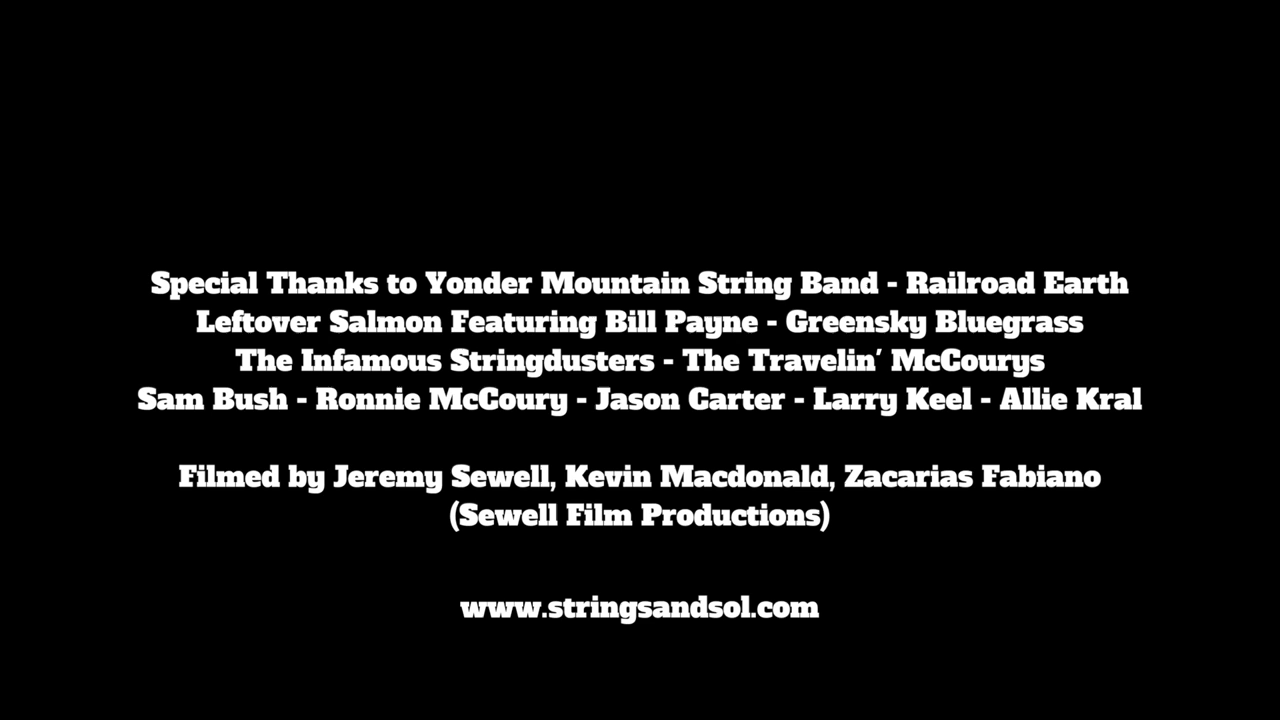 Special Thanks to Yonder Mountain String Band - Railroad Earth
Leftover Salmon Featuring Bill Payne - Greensky Bluegrass
The Infamous Stringdusters - The Travelin' McCourys
Sam Bush - Ronnie McCoury - Jason Carter - Larry Keel - Allie Kral
Filmed by Jeremy Sewell, Kevin Macdonald, Zacarias Fabiano
(Sewell Film Productions)
www.stringsandsol.com